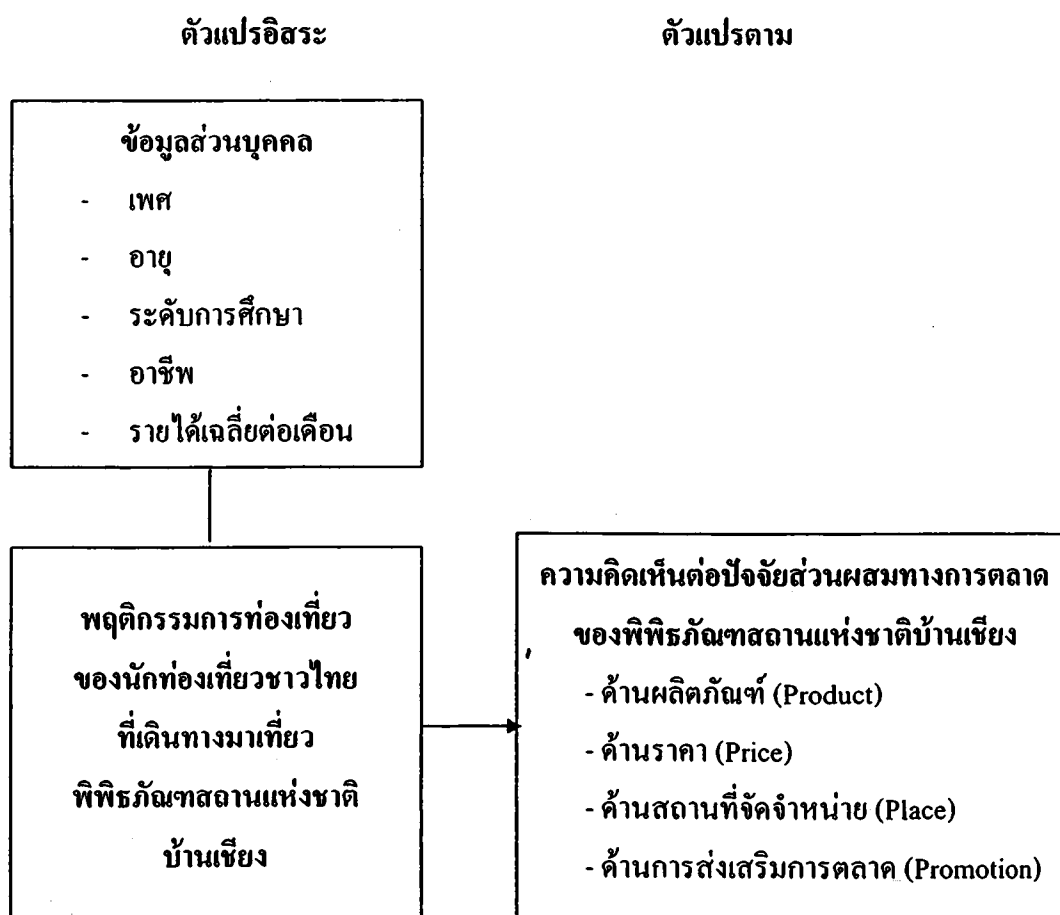 ตัวแปรอิสระ
ตัวแปรตาม
ข้อมูลส่วนบุคคล
- เพศ
- อายุ
- ระดับการศึกษา
- อาชีพ
- รายได้เฉลี่ยต่อเดือน
พฤติกรรมการท่องเที่ยว
ของนักท่องเที่ยวชาวไทย
ที่เดินทางมาเที่ยว
พิพิธภัณฑสถานแห่งชาติ
บ้านเชียง
ความคิดเห็นต่อปัจจัยส่วนผสมทางการตลาด
ของพิพิธภัณฑสถานแห่งชาติบ้านเชียง
- ด้านผลิตภัณฑ์ (Product)
- ด้านราคา (Price)
- ด้านสถานที่จัดจำหน่าย (Place)
- ด้านการส่งเสริมการตลาด (Promotion)